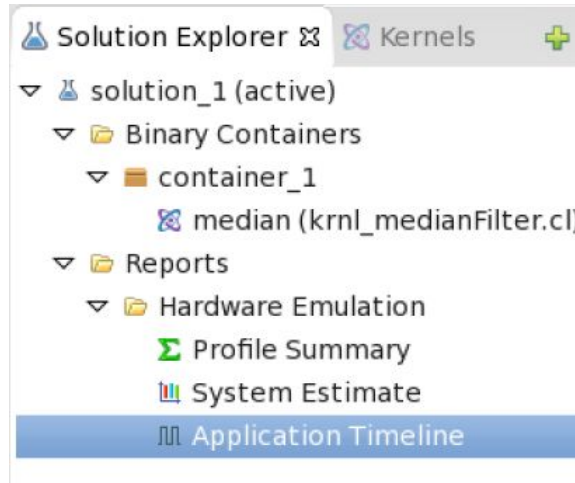 Solution Explorer Kernels
solution_1 (active)
Binary Containers
container_1
median (krnl_medianFilter.cl)
Reports
Hardware Emulation
Profile Summary
System Estimate
Application Timeline